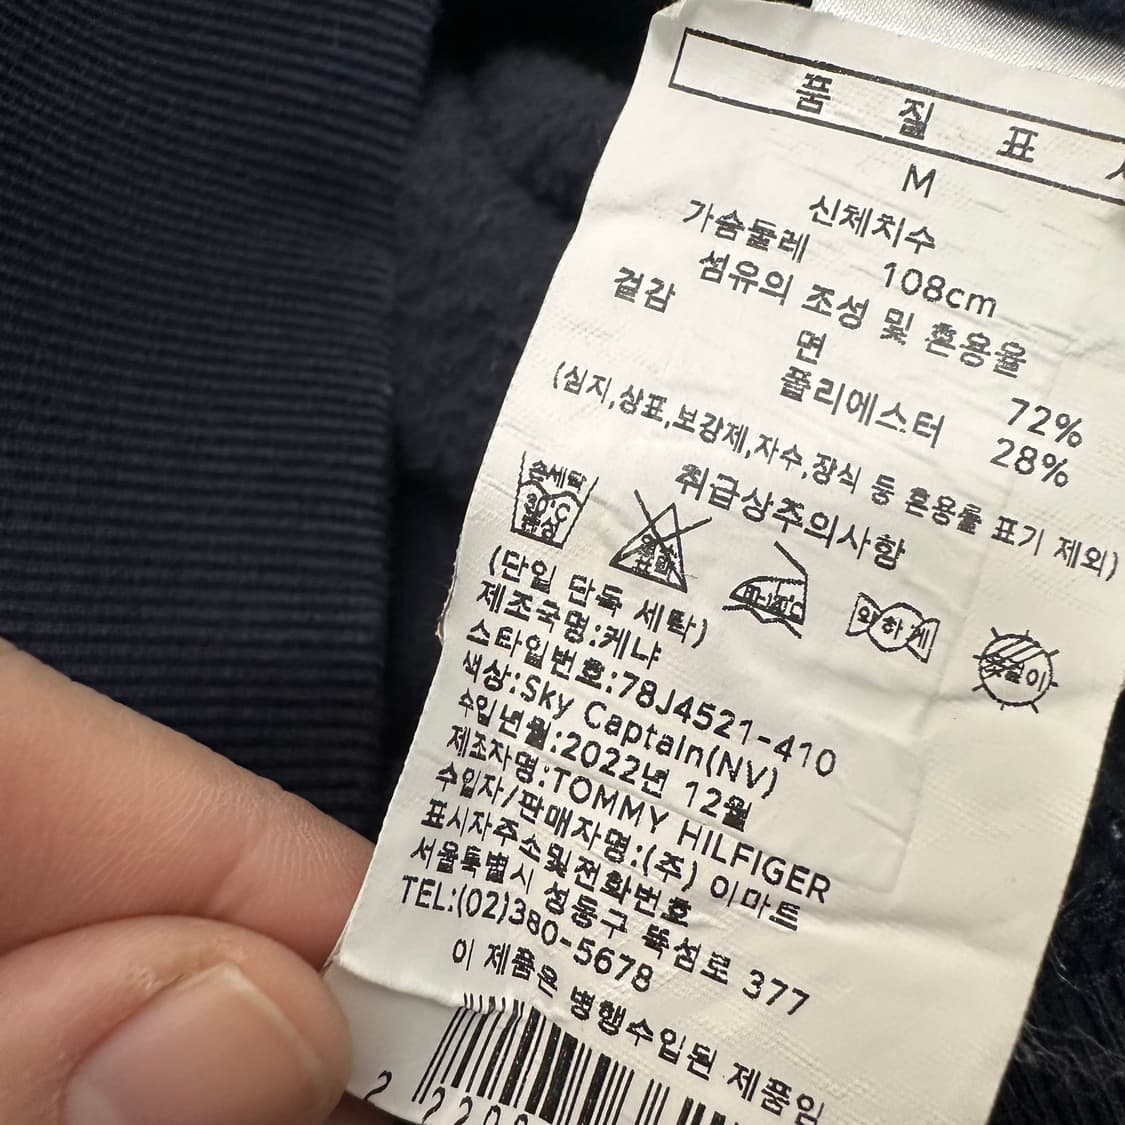 품 질 표
M
신체치수
가슴둘레 108cm
섬유의 조성 및 혼용율
겉감
면 72%
폴리에스터 28%
(심지,상표,보강제,자수,장식 등 혼용률 표기 제외)
취급상주의사항
손세탁
약하게
옷걸이
(단일 단독 세탁)
제조국명:케냐
스타일번호:78J4521-410
색상:Sky Captain(NV)
수입년월:2022년 12월
제조자명:TOMMY HILFIGER
수입자/판매자명:(주) 이마트
표시자주소및전화번호
서울특별시 성동구 뚝섬로 377
TEL:(02)380-5678
이 제품은 병행수입된 제품임